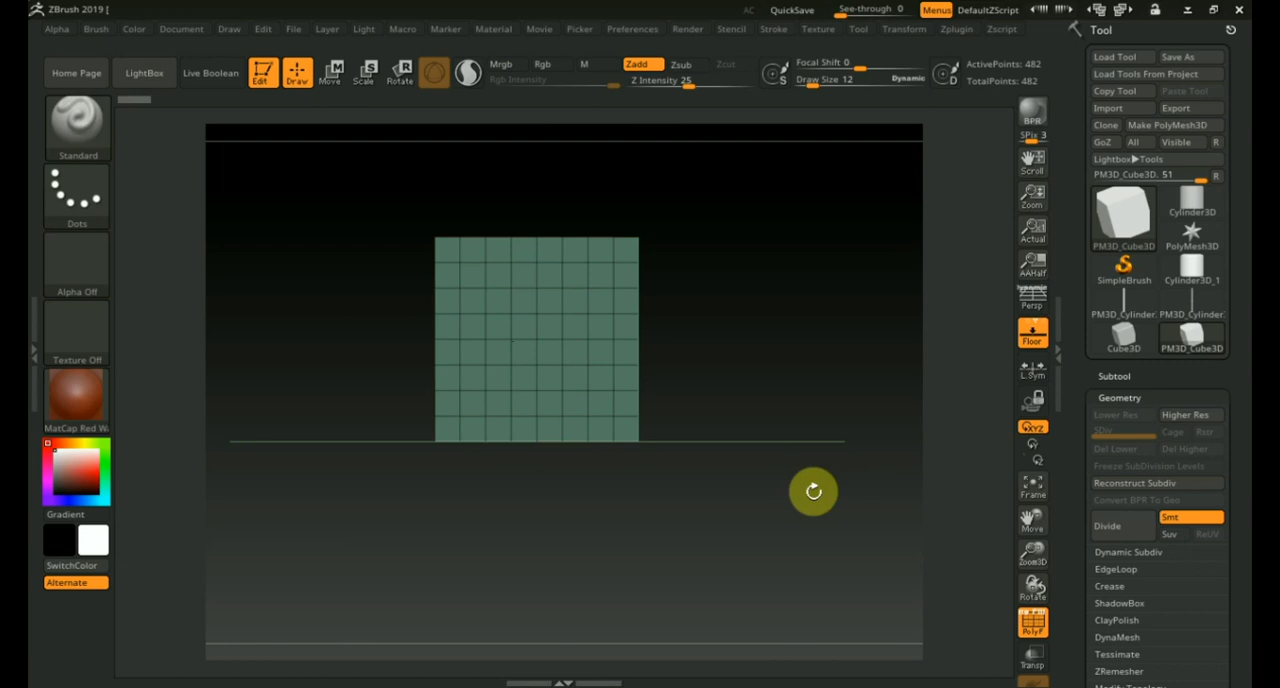 ZBrush 2019 [
AC QuickSave See-through 0 Menus DefaultZScript
Alpha Brush Color Document Draw Edit File Layer Light Macro Marker Material Movie Picker Preferences Render Stencil Stroke Texture Tool Transform Zplugin Zscript
Home Page LightBox Live Boolean Edit Draw Move Scale Rotate
Mrgb Rgb M Zadd Zsub Zcut
Rgb Intensity Z Intensity 25
S Focal Shift 0
Draw Size 12 Dynamic
D ActivePoints: 482
TotalPoints: 482
Standard
Dots
Alpha Off
Texture Off
MatCap Red W
Gradient
SwitchColor
Alternate
BPR
SPix 3
Scroll
Zoom
Actual
AAHalf
Dynamic
Persp
Floor
L.Sym
XYZ
Frame
Move
Zoom3D
Rotate
PolyF
Transp
Tool
Load Tool Save As
Load Tools From Project
Copy Tool Paste Tool
Import Export
Clone Make PolyMesh3D
GoZ All Visible R
Lightbox▶Tools
PM3D_Cube3D. 51 R
PM3D_Cube3D Cylinder3D
PolyMesh3D
SimpleBrush Cylinder3D_1
PM3D_Cylinder PM3D_Cylinder
Cube3D PM3D_Cube3D
Subtool
Geometry
Lower Res Higher Res
SDiv Cage Rstr
Del Lower Del Higher
Freeze SubDivision Levels
Reconstruct Subdiv
Convert BPR To Geo
Divide Smt
Suv ReUV
Dynamic Subdiv
EdgeLoop
Crease
ShadowBox
ClayPolish
DynaMesh
Tessimate
ZRemesher
Modify Topology